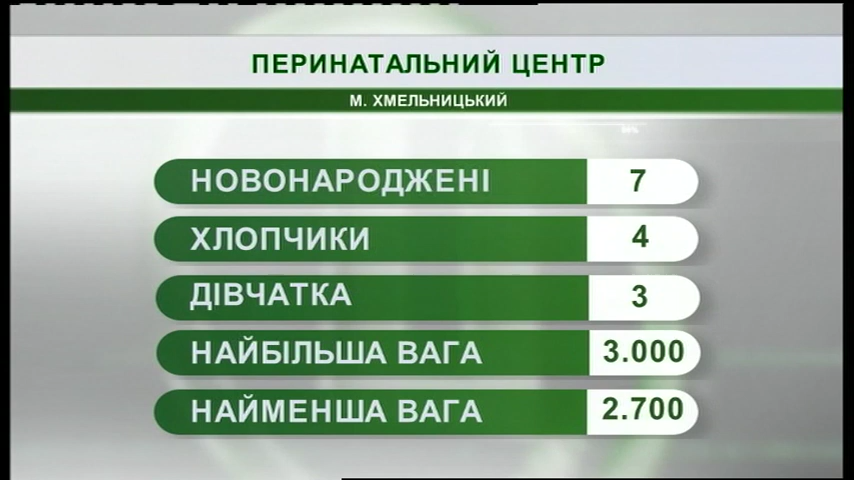 ПЕРИНАТАЛЬНИЙ ЦЕНТР
М. ХМЕЛЬНИЦЬКИЙ
НОВОНАРОДЖЕНІ 7
ХЛОПЧИКИ 4
ДІВЧАТКА 3
НАЙБІЛЬША ВАГА 3.000
НАЙМЕНША ВАГА 2.700